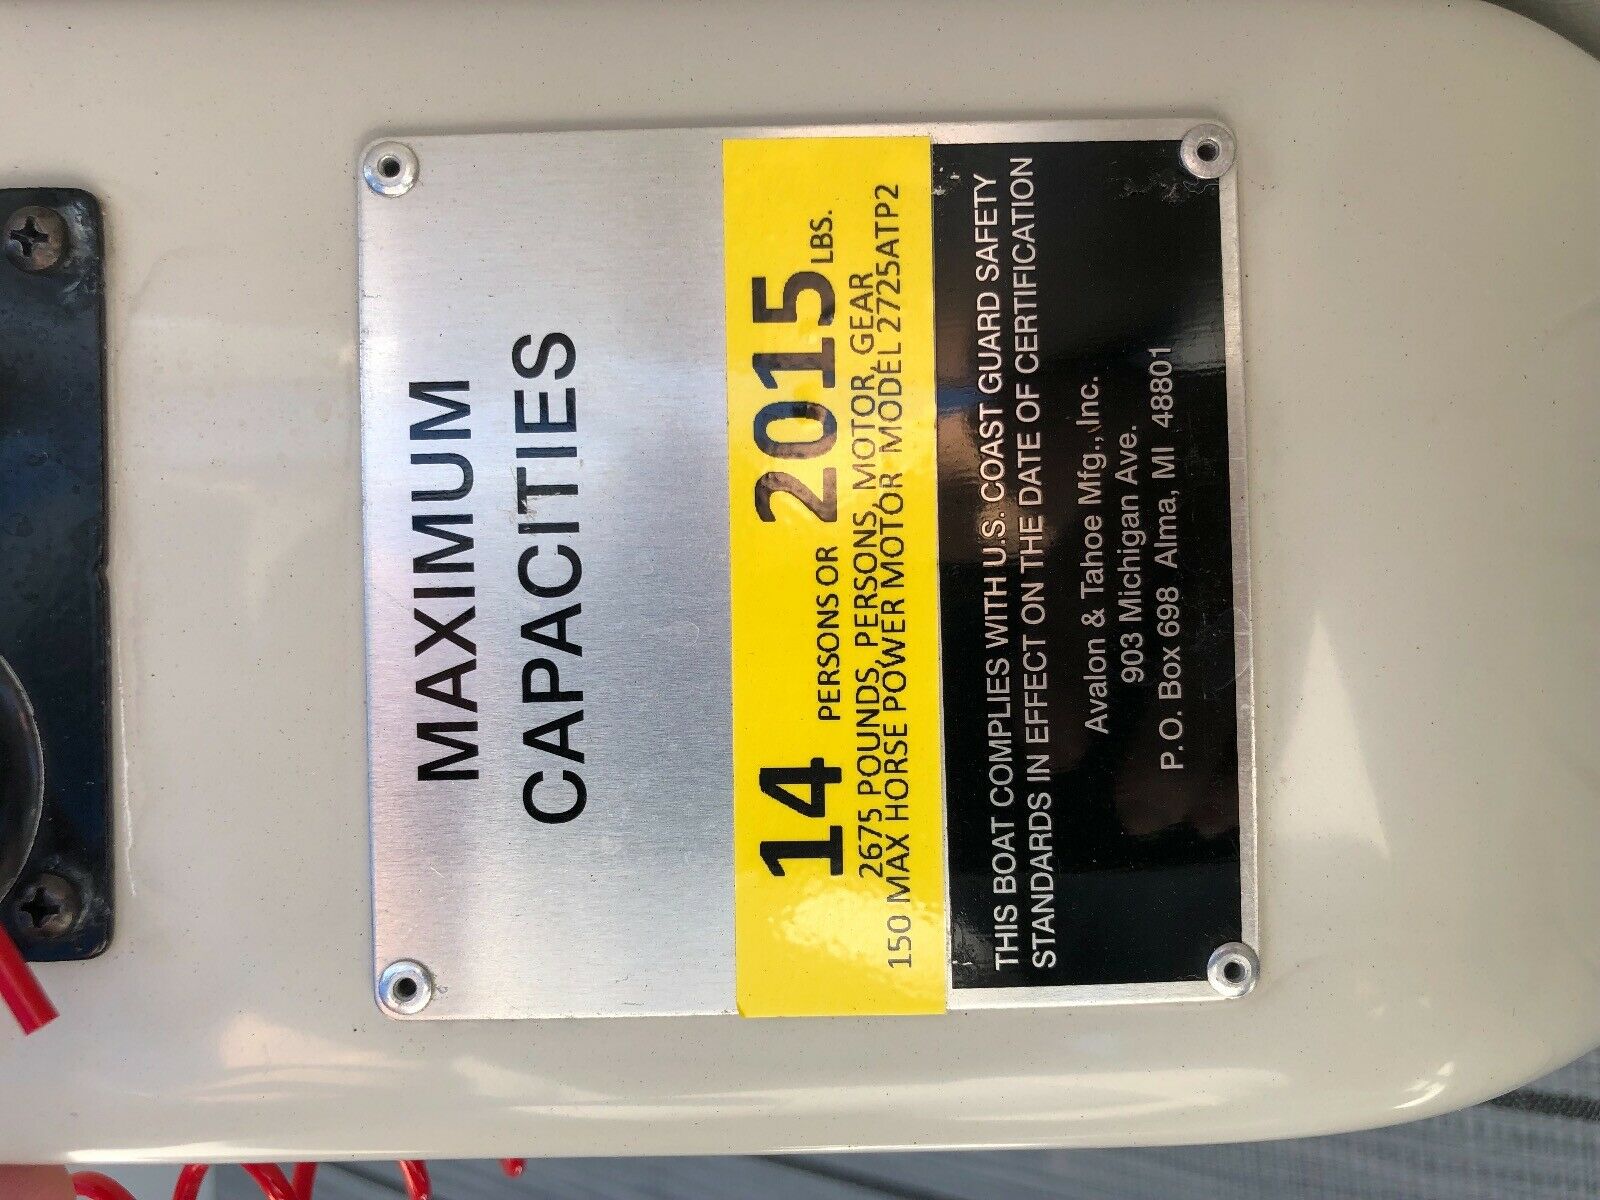 MAXIMUM
CAPACITIES
14 PERSONS OR 2015 LBS.
2675 POUNDS, PERSONS, MOTOR, GEAR
150 MAX HORSE POWER MOTOR MODEL 2725ATP2
THIS BOAT COMPLIES WITH U.S. COAST GUARD SAFETY
STANDARDS IN EFFECT ON THE DATE OF CERTIFICATION
Avalon & Tahoe Mfg., Inc.
903 Michigan Ave.
P. O. Box 698 Alma, MI 48801